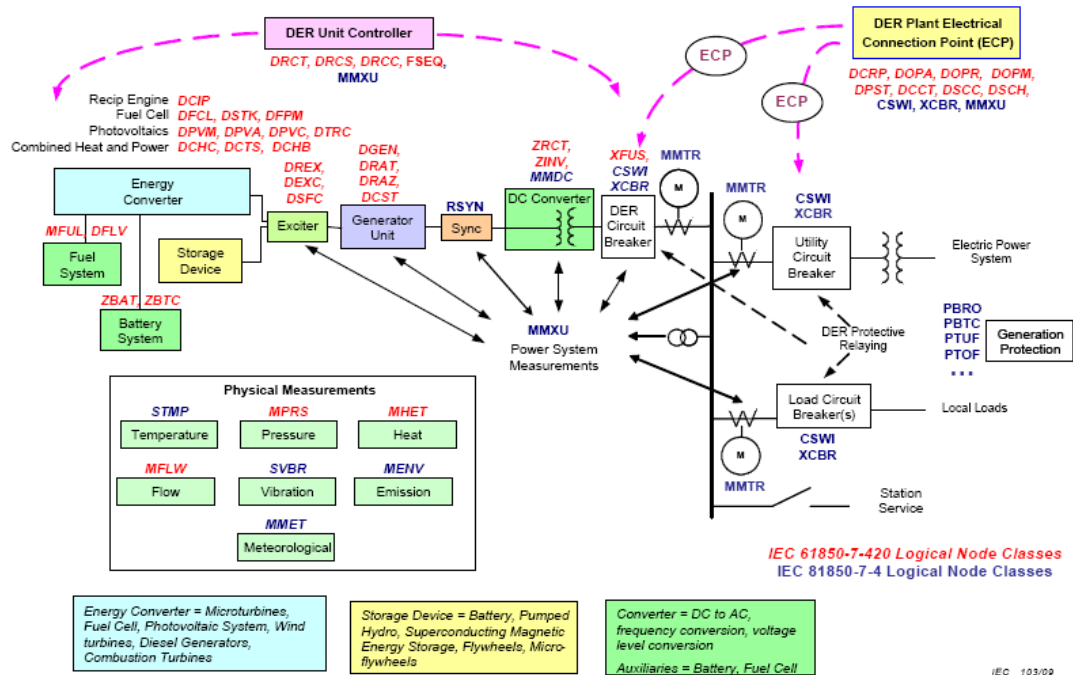 DER Unit Controller
DRCT, DRCS, DRCC, FSEQ,
MMXU
ECP
DER Plant Electrical
Connection Point (ECP)
ECP
DCRP, DOPA, DOPR, DOPM,
DPST, DCCT, DSCC, DSCH,
CSWI, XCBR, MMXU
Recip Engine DCIP
Fuel Cell DFCL, DSTK, DFPM
Photovoltaics DPVM, DPVA, DPVC, DTRC
Combined Heat and Power DCHC, DCTS, DCHB
Energy
Converter
MFUL, DFLV
Fuel
System
Storage
Device
ZBAT, ZBTC
Battery
System
DREX,
DEXC,
DSFC
Exciter
DGEN,
DRAT,
DRAZ,
DCST
Generator
Unit
RSYN
Sync
ZRCT,
ZINV,
MMDC
DC Converter
XFUS,
CSWI
XCBR
DER
Circuit
Breaker
MMTR
M
MMTR
M
CSWI
XCBR
Utility
Circuit
Breaker
Electric Power
System
MMXU
Power System
Measurements
DER Protective
Relaying
PBRO
PBTC
PTUF
PTOF
...
Generation
Protection
Load Circuit
Breaker(s)
Local Loads
CSWI
XCBR
M
MMTR
Station
Service
Physical Measurements
STMP MPRS MHET
Temperature Pressure Heat
MFLW SVBR MENV
Flow Vibration Emission
MMET
Meteorological
IEC 61850-7-420 Logical Node Classes
IEC 81850-7-4 Logical Node Classes
Energy Converter = Microturbines,
Fuel Cell, Photovoltaic System, Wind
turbines, Diesel Generators,
Combustion Turbines
Storage Device = Battery, Pumped
Hydro, Superconducting Magnetic
Energy Storage, Flywheels, Micro-
flywheels
Converter = DC to AC,
frequency conversion, voltage
level conversion
Auxiliaries = Battery, Fuel Cell
IEC 103/09